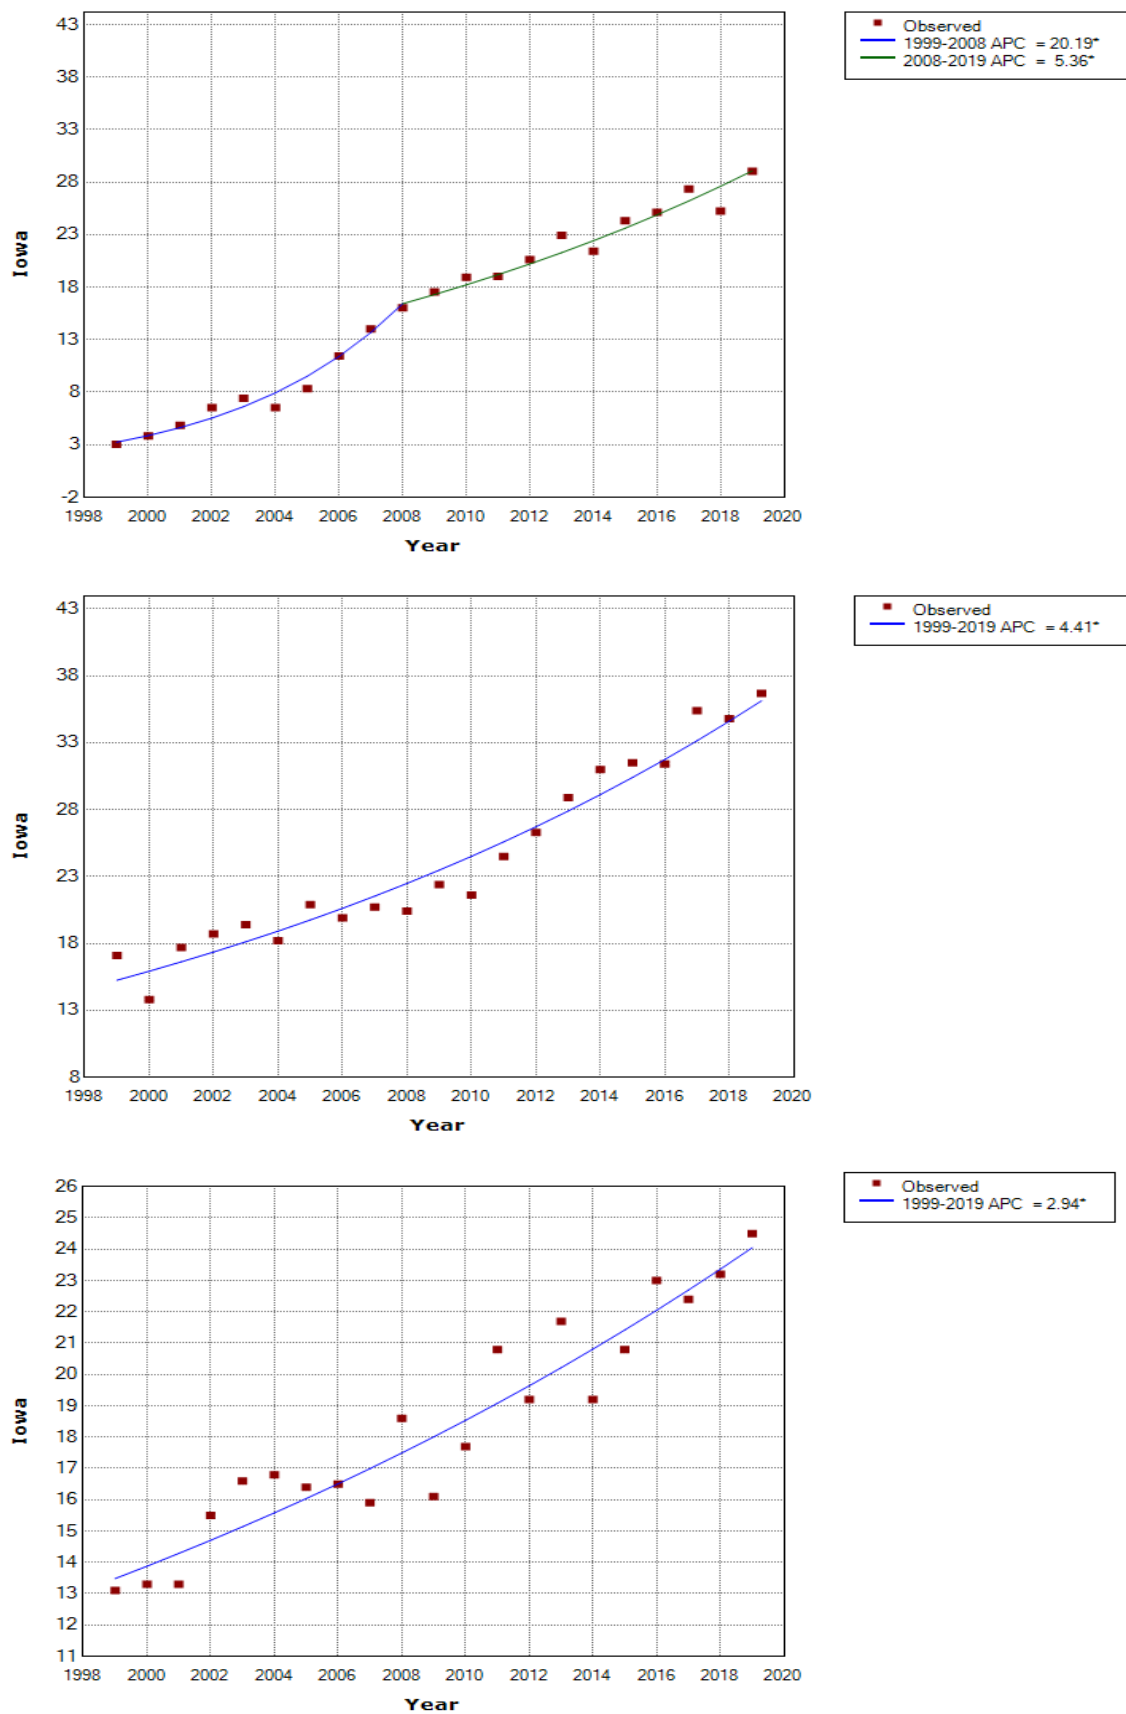 43
38
33
28
23
18
13
8
3
-2
Iowa
1998 2000 2002 2004 2006 2008 2010 2012 2014 2016 2018 2020
Year
Observed
1999-2008 APC = 20.19*
2008-2019 APC = 5.36*
43
38
33
28
23
18
13
8
Iowa
1998 2000 2002 2004 2006 2008 2010 2012 2014 2016 2018 2020
Year
Observed
1999-2019 APC = 4.41*
26
25
24
23
22
21
20
19
18
17
16
15
14
13
12
11
Iowa
1998 2000 2002 2004 2006 2008 2010 2012 2014 2016 2018 2020
Year
Observed
1999-2019 APC = 2.94*